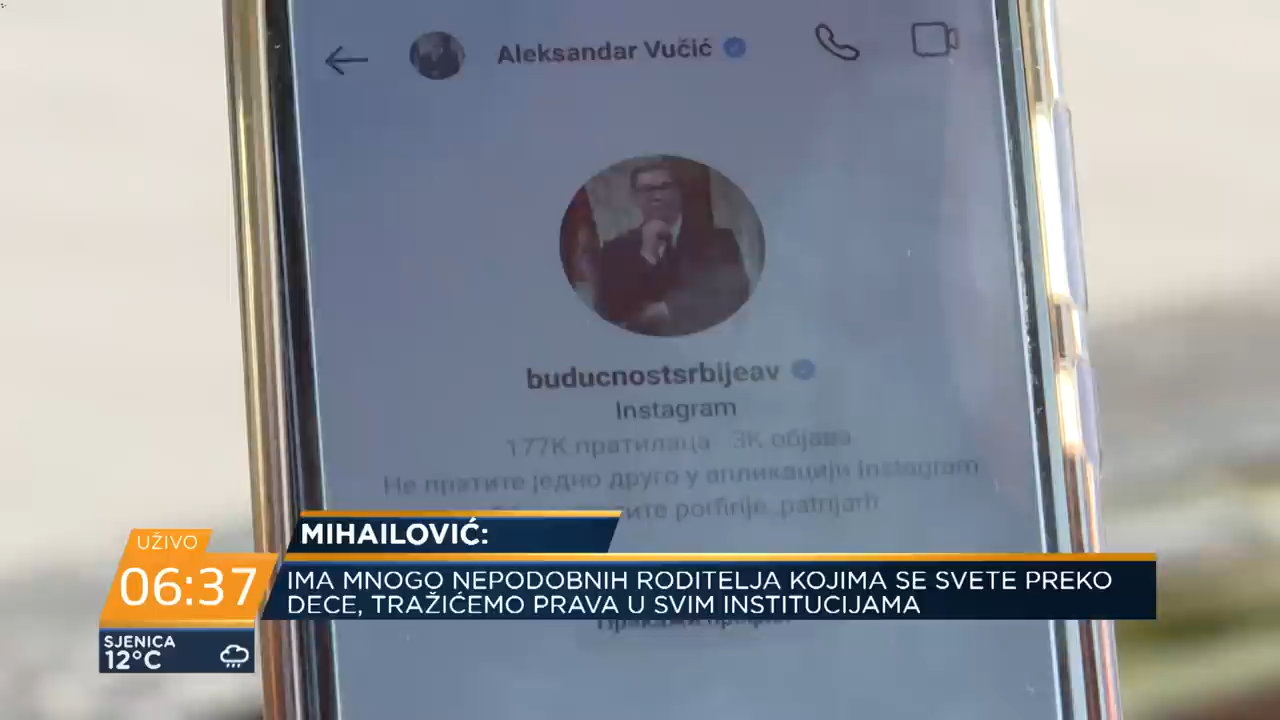 Aleksandar Vučić
buducnostsrbijeav
Instagram
177K пратилаца 3K објава
Не пратите једно друго у апликацији Instagram
porfirije_patrijarh
MIHAILOVIĆ:
UŽIVO
06:37
IMA MNOGO NEPODOBNIH RODITELJA KOJIMA SE SVETE PREKO
DECE, TRAŽIĆEMO PRAVA U SVIM INSTITUCIJAMA
SJENICA
12°C